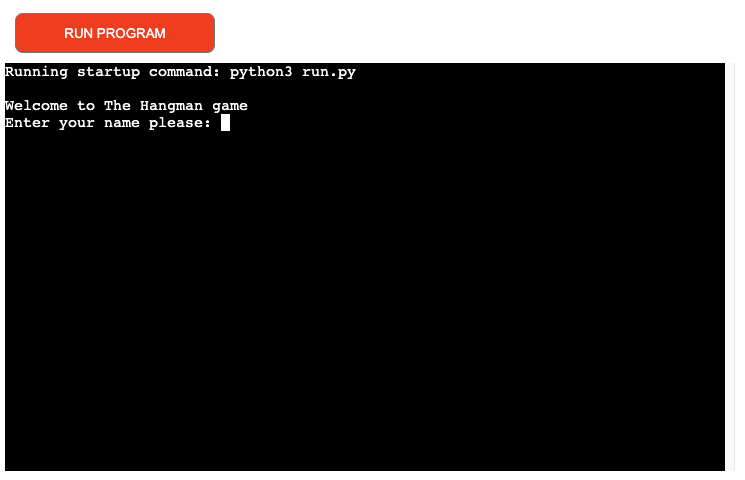 RUN PROGRAM
Running startup command: python3 run.py
Welcome to The Hangman game
Enter your name please: